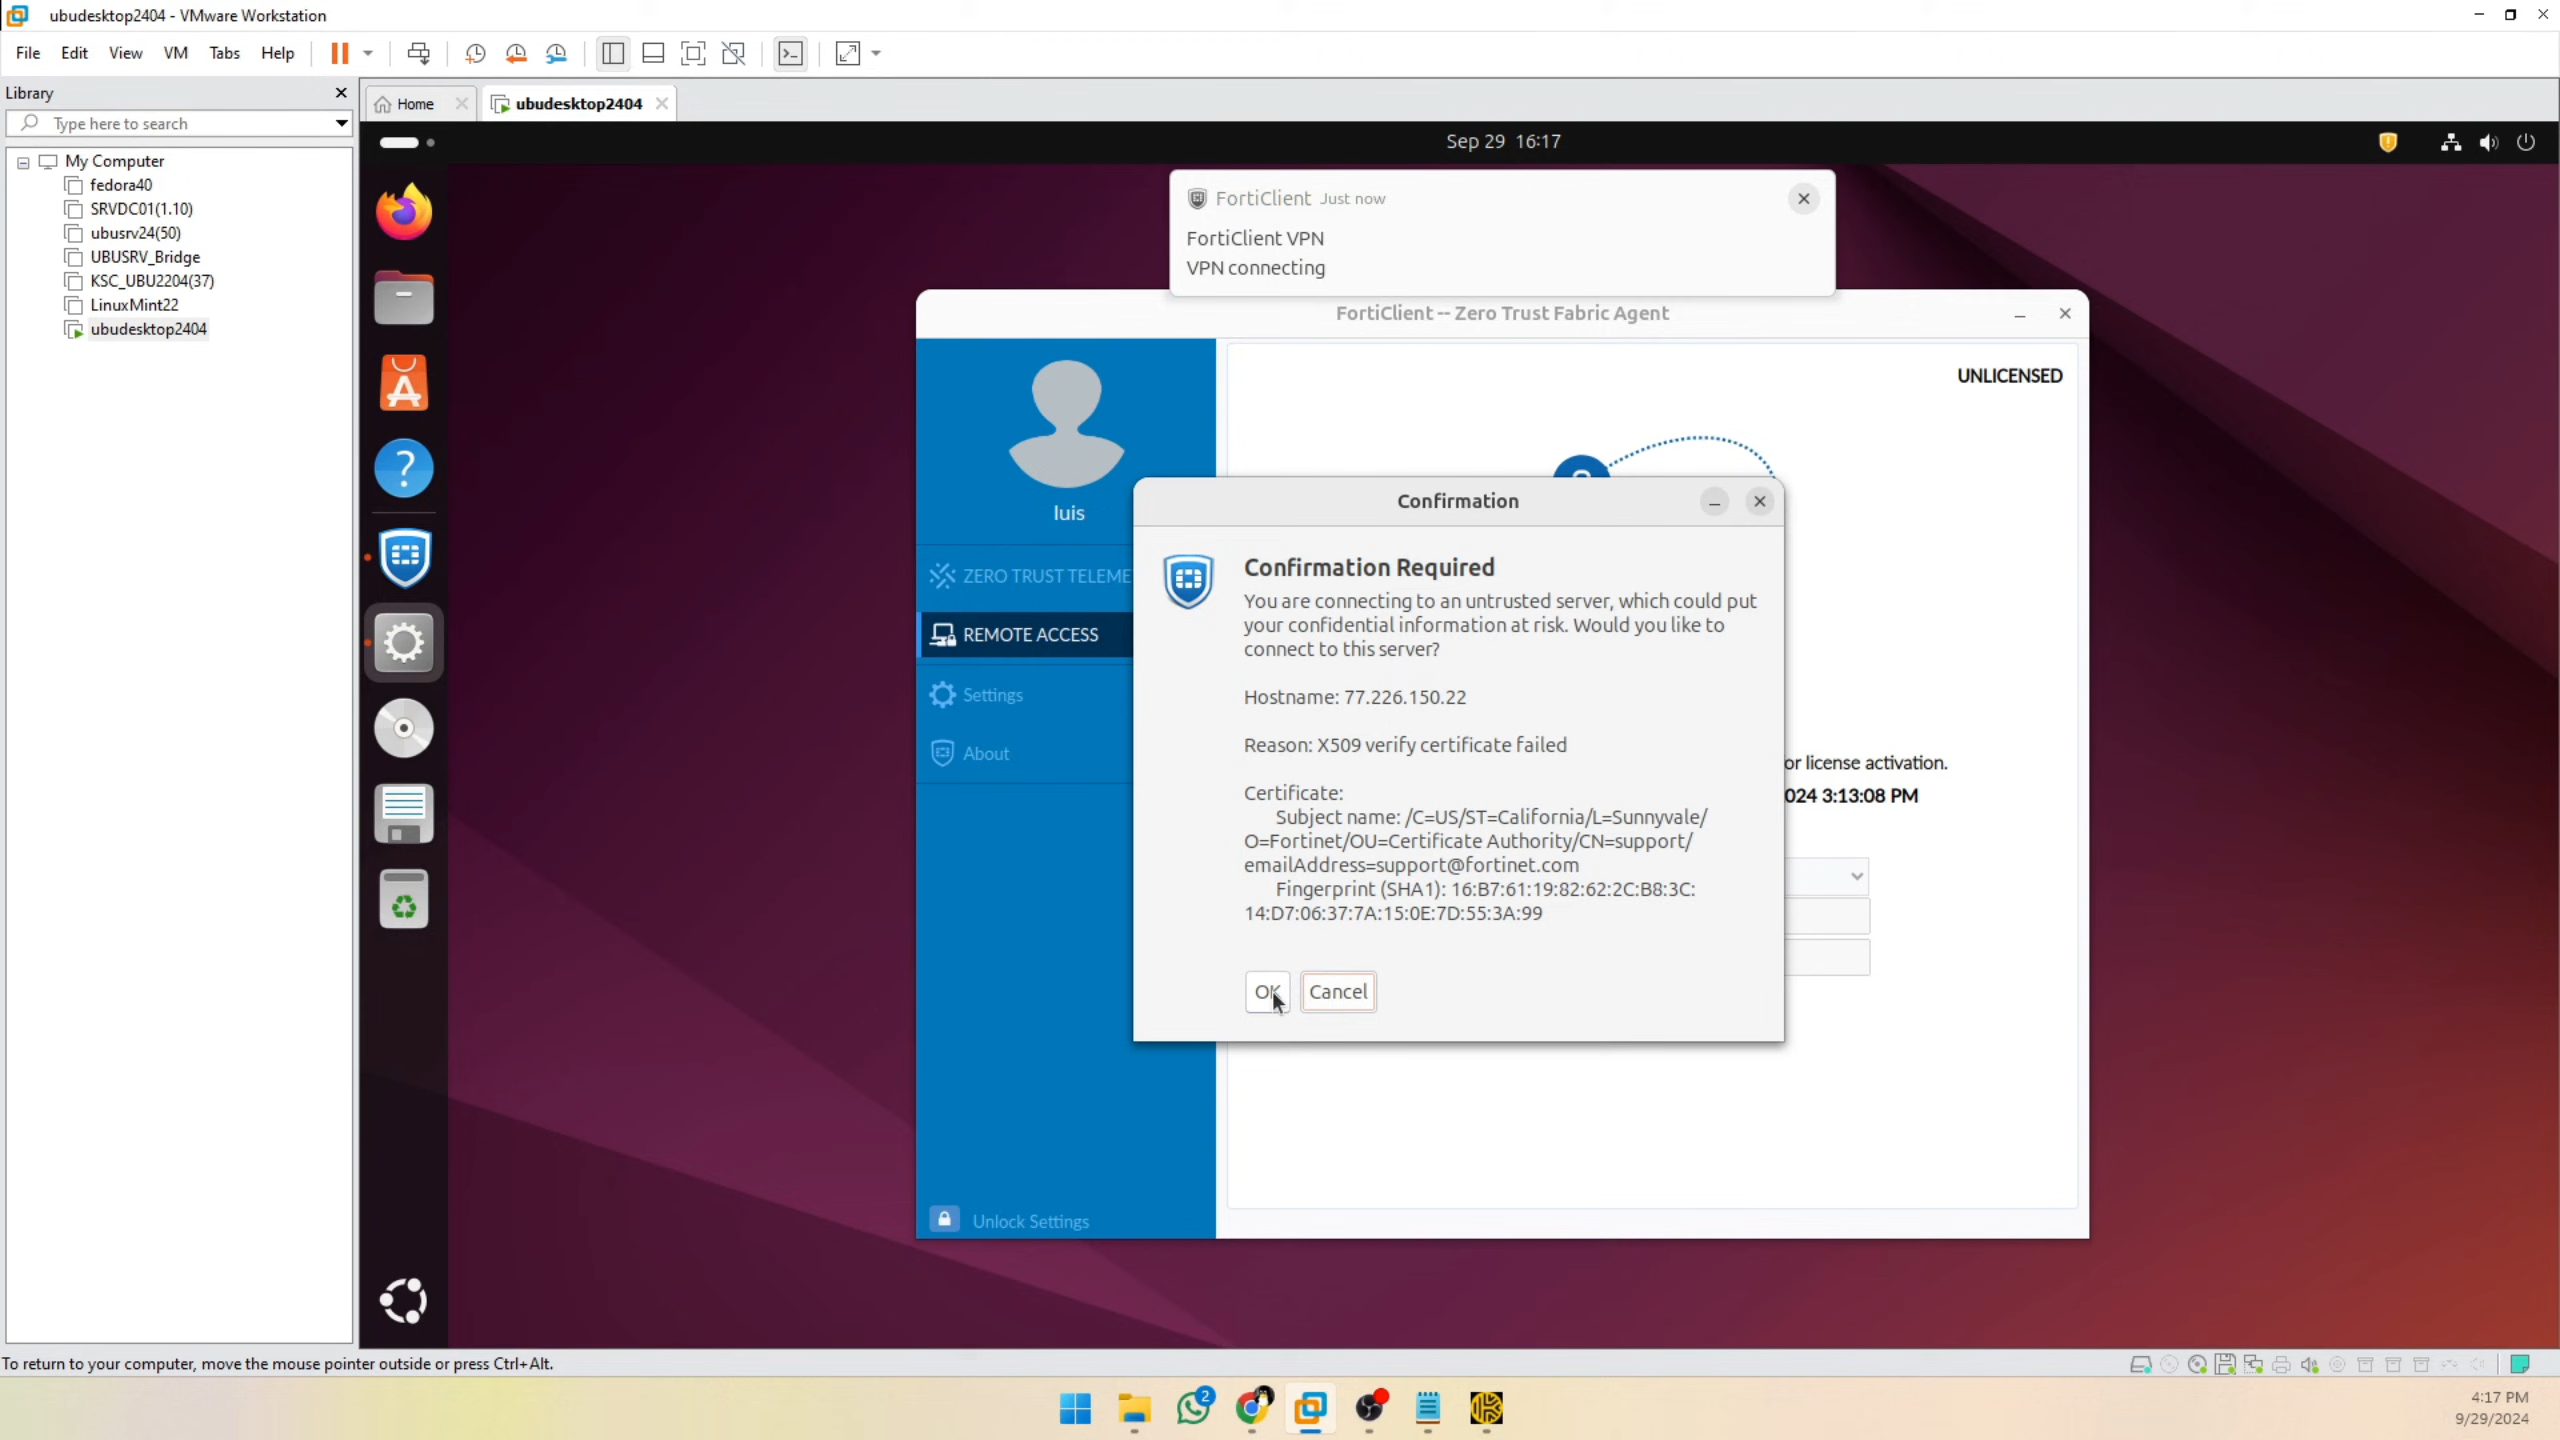 ubudesktop2404 - VMware Workstation
File Edit View VM Tabs Help
Library
Type here to search
My Computer
fedora40
SRVDC01(1.10)
ubusrv24(50)
UBUSRV_Bridge
KSC_UBU2204(37)
LinuxMint22
ubudesktop2404
Home
ubudesktop2404
Sep 29 16:17
FortiClient Just now
FortiClient VPN
VPN connecting
FortiClient -- Zero Trust Fabric Agent
luis
ZERO TRUST TELEME
REMOTE ACCESS
Settings
About
Unlock Settings
UNLICENSED
Confirmation
Confirmation Required
You are connecting to an untrusted server, which could put
your confidential information at risk. Would you like to
connect to this server?
Hostname: 77.226.150.22
Reason: X509 verify certificate failed
Certificate:
Subject name: /C=US/ST=California/L=Sunnyvale/
O=Fortinet/OU=Certificate Authority/CN=support/
emailAddress=support@fortinet.com
Fingerprint (SHA1): 16:B7:61:19:82:62:2C:B8:3C:
14:D7:06:37:7A:15:0E:7D:55:3A:99
OK Cancel
or license activation.
024 3:13:08 PM
To return to your computer, move the mouse pointer outside or press Ctrl+Alt.
2
4:17 PM
9/29/2024